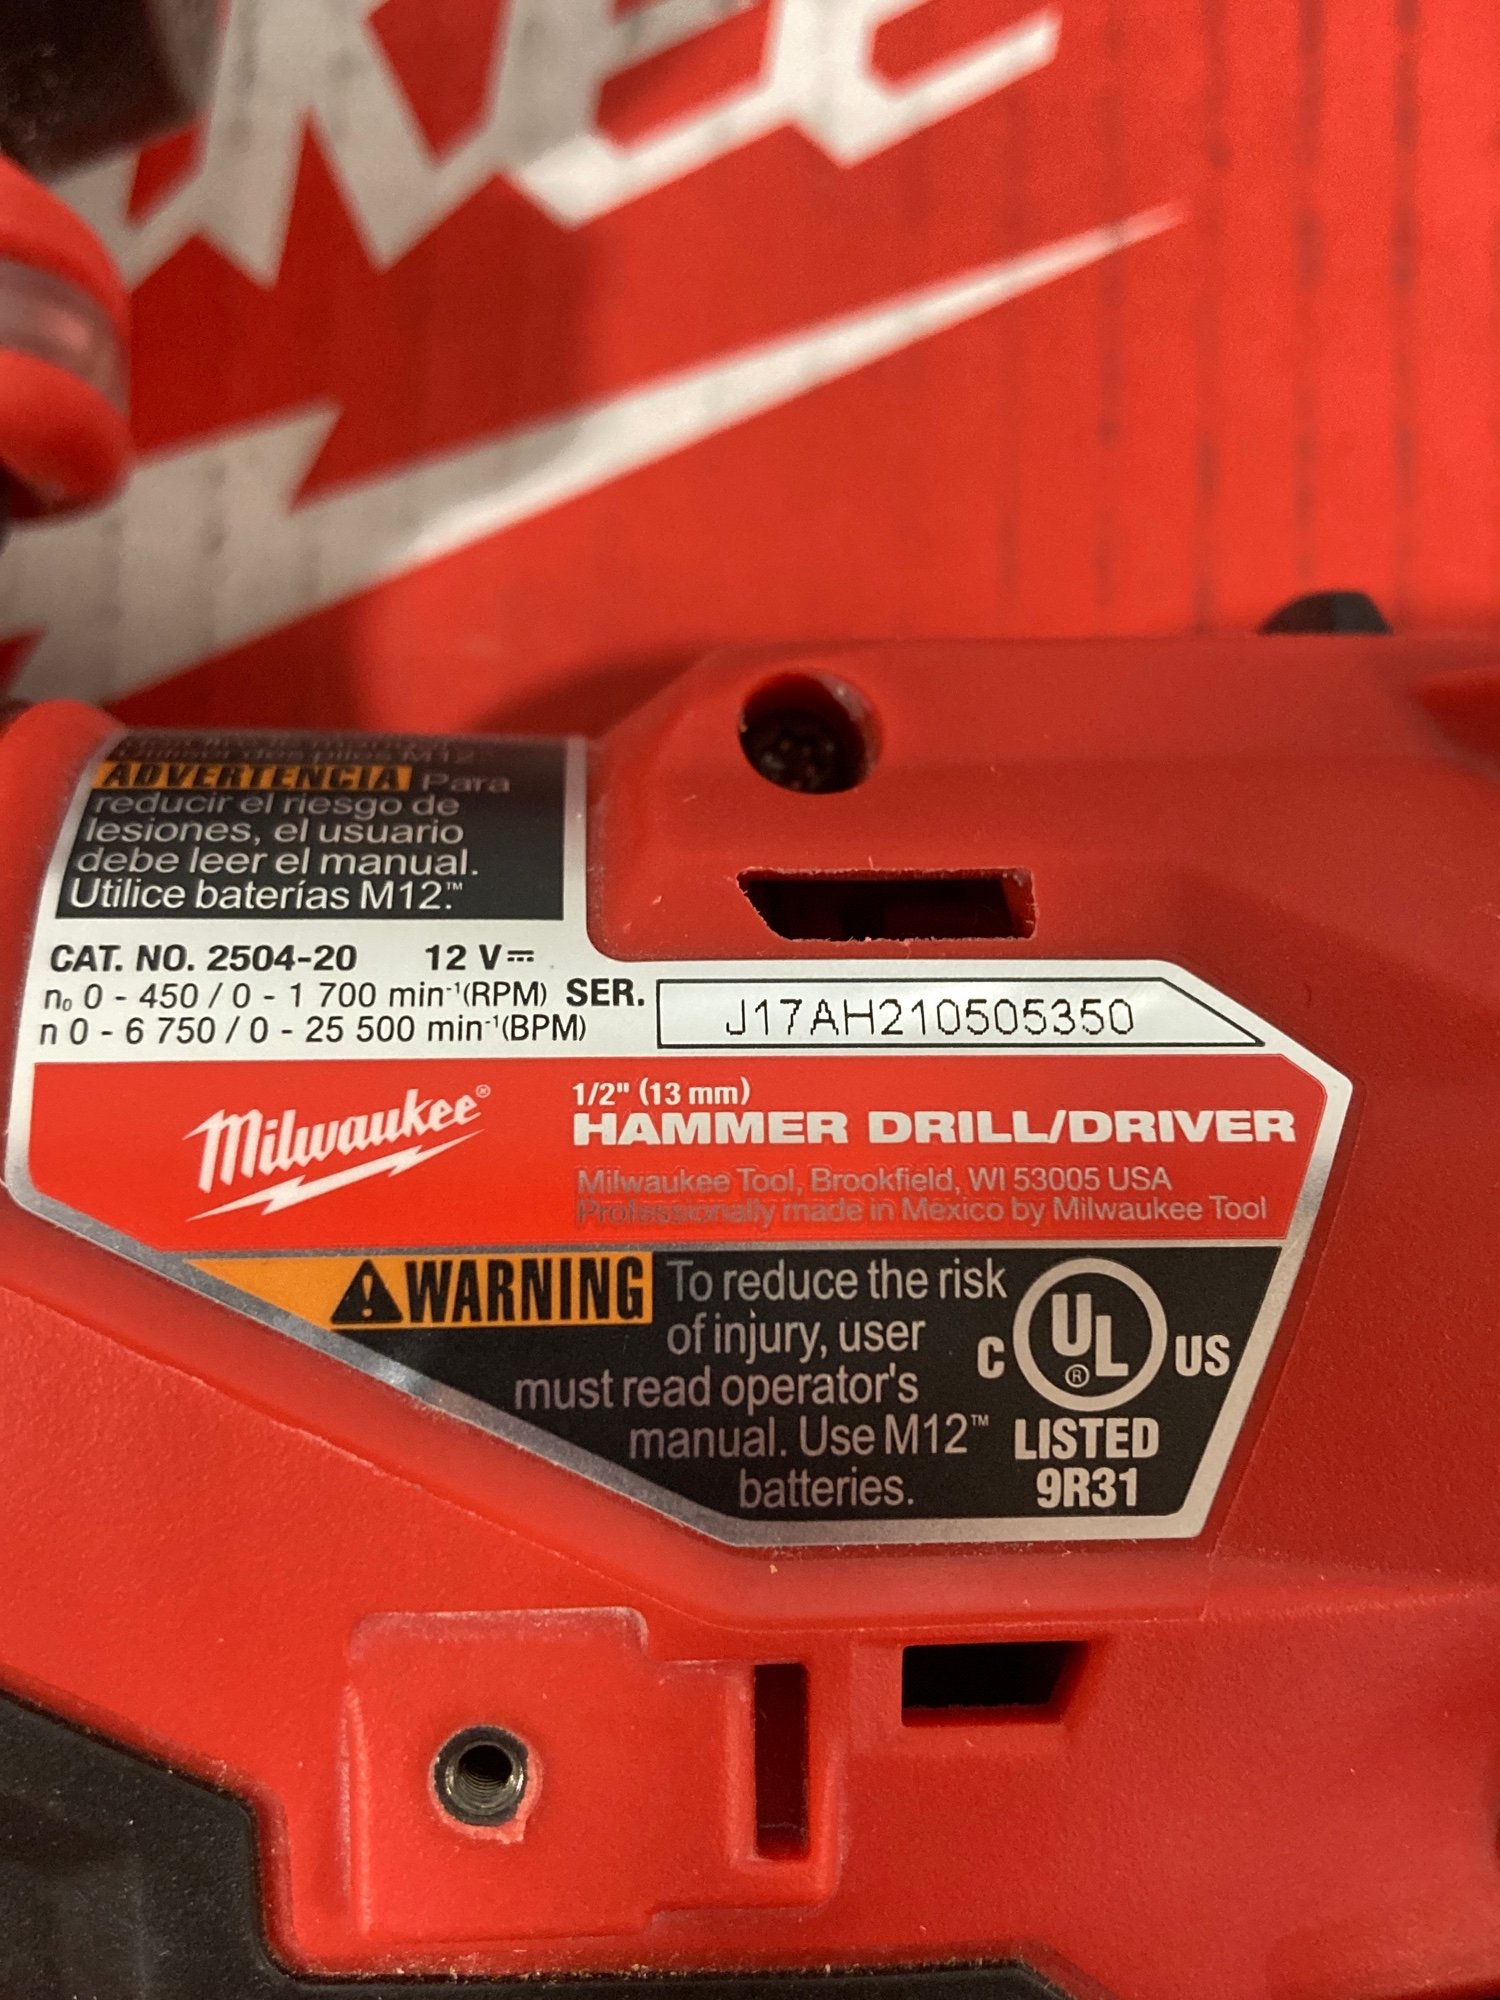 KEE
ADVERTENCIA Para
reducir el riesgo de
lesiones, el usuario
debe leer el manual.
Utilice baterías M12.™
CAT. NO. 2504-20 12 V⎓
n₀ 0 - 450 / 0 - 1 700 min⁻¹(RPM)
n 0 - 6 750 / 0 - 25 500 min⁻¹(BPM)
SER. J17AH210505350
Milwaukee®
1/2" (13 mm)
HAMMER DRILL/DRIVER
Milwaukee Tool, Brookfield, WI 53005 USA
Professionally made in Mexico by Milwaukee Tool
⚠WARNING To reduce the risk
of injury, user
must read operator's
manual. Use M12™
batteries.
C UL® US
LISTED
9R31